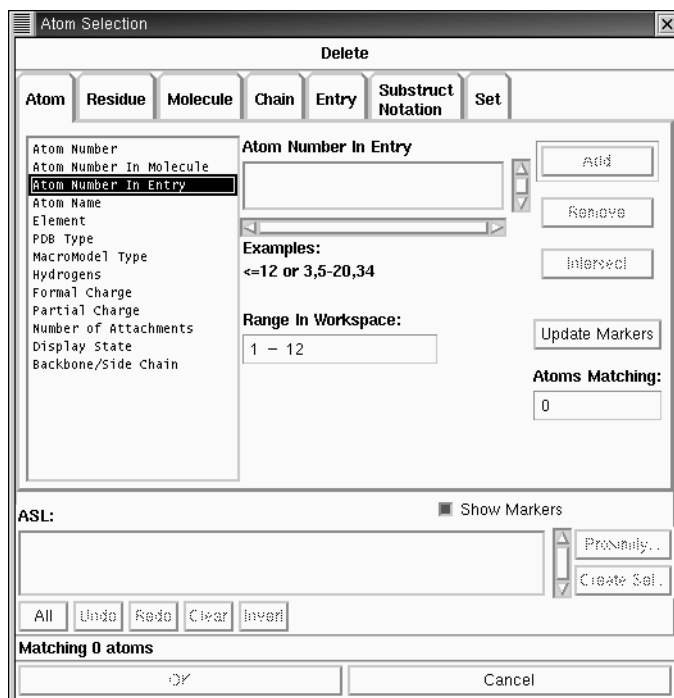 Atom Selection
Delete
Atom
Residue
Molecule
Chain
Entry
Substruct
Notation
Set
Atom Number
Atom Number In Molecule
Atom Number In Entry
Atom Name
Element
PDB Type
MacroModel Type
Hydrogens
Formal Charge
Partial Charge
Number of Attachments
Display State
Backbone/Side Chain
Atom Number In Entry
Examples:
<=12 or 3,5-20,34
Range In Workspace:
1 - 12
Add
Remove
Intersect
Update Markers
Atoms Matching:
0
ASL:
Show Markers
Proximity..
Create Set..
All
Undo
Redo
Clear
Invert
Matching 0 atoms
OK
Cancel